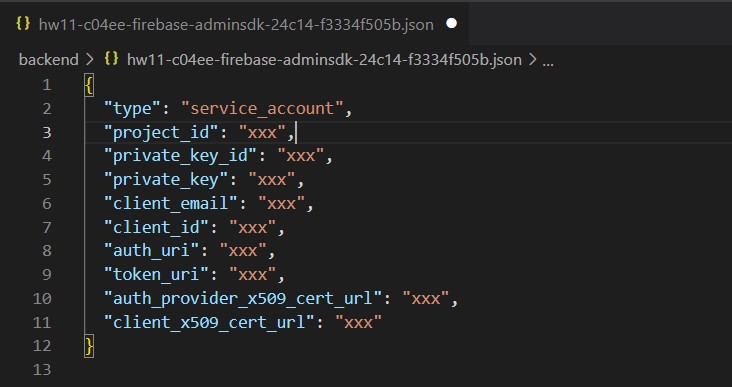 {} hw11-c04ee-firebase-adminsdk-24c14-f3334f505b.json ●
backend > {} hw11-c04ee-firebase-adminsdk-24c14-f3334f505b.json > ...
1 {
2 "type": "service_account",
3 "project_id": "xxx",
4 "private_key_id": "xxx",
5 "private_key": "xxx",
6 "client_email": "xxx",
7 "client_id": "xxx",
8 "auth_uri": "xxx",
9 "token_uri": "xxx",
10 "auth_provider_x509_cert_url": "xxx",
11 "client_x509_cert_url": "xxx"
12 }
13